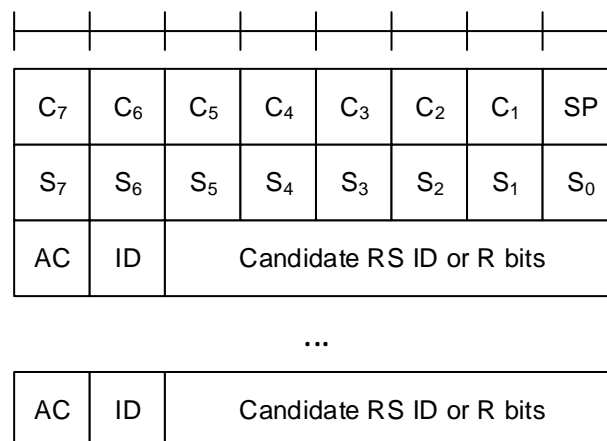 C₇ C₆ C₅ C₄ C₃ C₂ C₁ SP
S₇ S₆ S₅ S₄ S₃ S₂ S₁ S₀
AC ID Candidate RS ID or R bits
...
AC ID Candidate RS ID or R bits